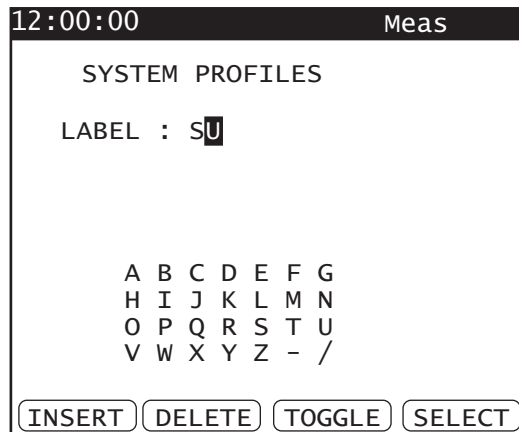 12:00:00 Meas
SYSTEM PROFILES
LABEL : SU
A B C D E F G
H I J K L M N
O P Q R S T U
V W X Y Z - /
INSERT DELETE TOGGLE SELECT